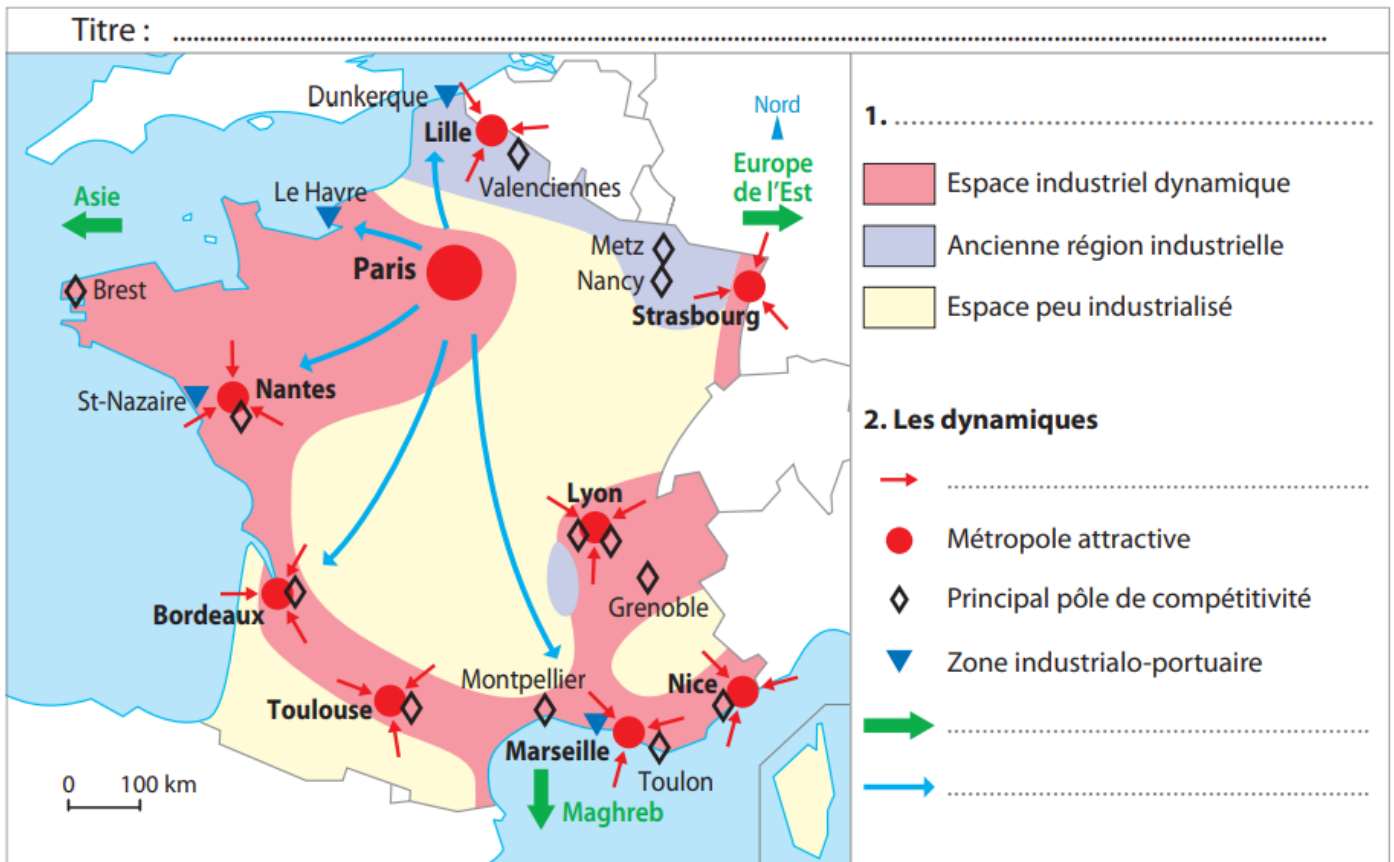 Titre : ........................................................................
Dunkerque
Lille
Valenciennes
Nord
Europe
de l'Est
Asie
Le Havre
Metz
Nancy
Strasbourg
Paris
Brest
St-Nazaire
Nantes
Lyon
Grenoble
Bordeaux
Toulouse
Montpellier
Nice
Marseille
Toulon
Maghreb
0 100 km
1. ........................................................
Espace industriel dynamique
Ancienne région industrielle
Espace peu industrialisé
2. Les dynamiques
........................................................
Métropole attractive
Principal pôle de compétitivité
Zone industrialo-portuaire
........................................................
........................................................